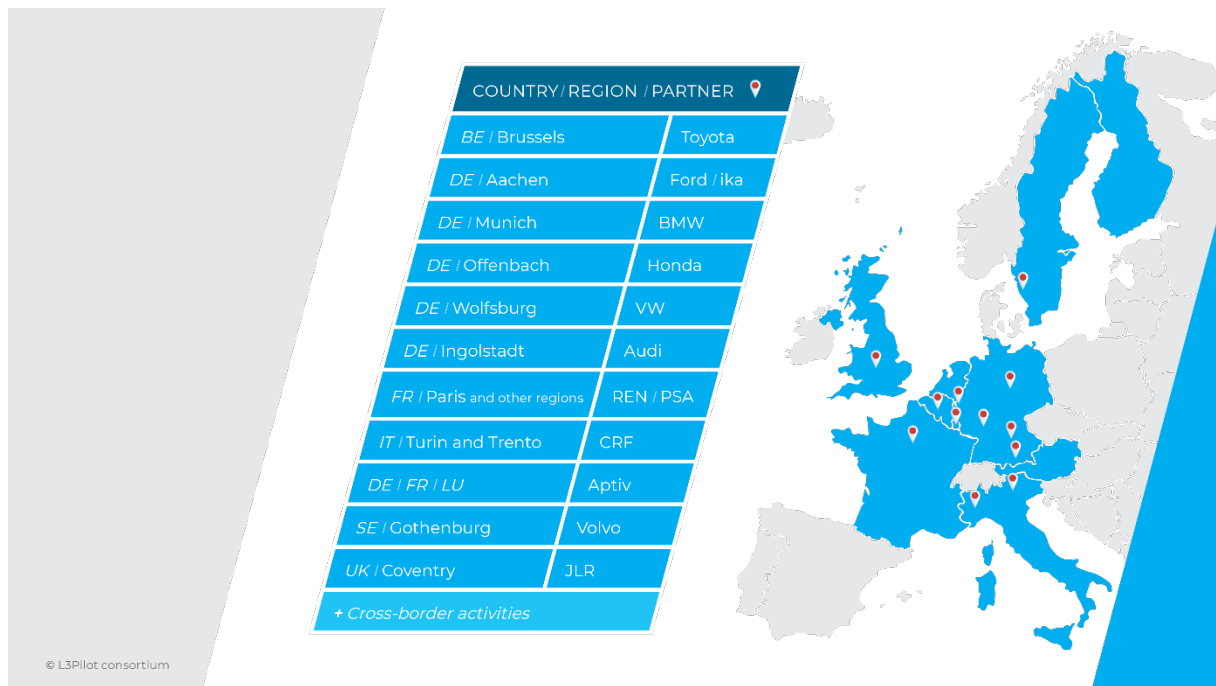 COUNTRY / REGION / PARTNER
BE / Brussels Toyota
DE / Aachen Ford / ika
DE / Munich BMW
DE / Offenbach Honda
DE / Wolfsburg VW
DE / Ingolstadt Audi
FR / Paris and other regions REN / PSA
IT / Turin and Trento CRF
DE / FR / LU Aptiv
SE / Gothenburg Volvo
UK / Coventry JLR
+ Cross-border activities
© L3Pilot consortium